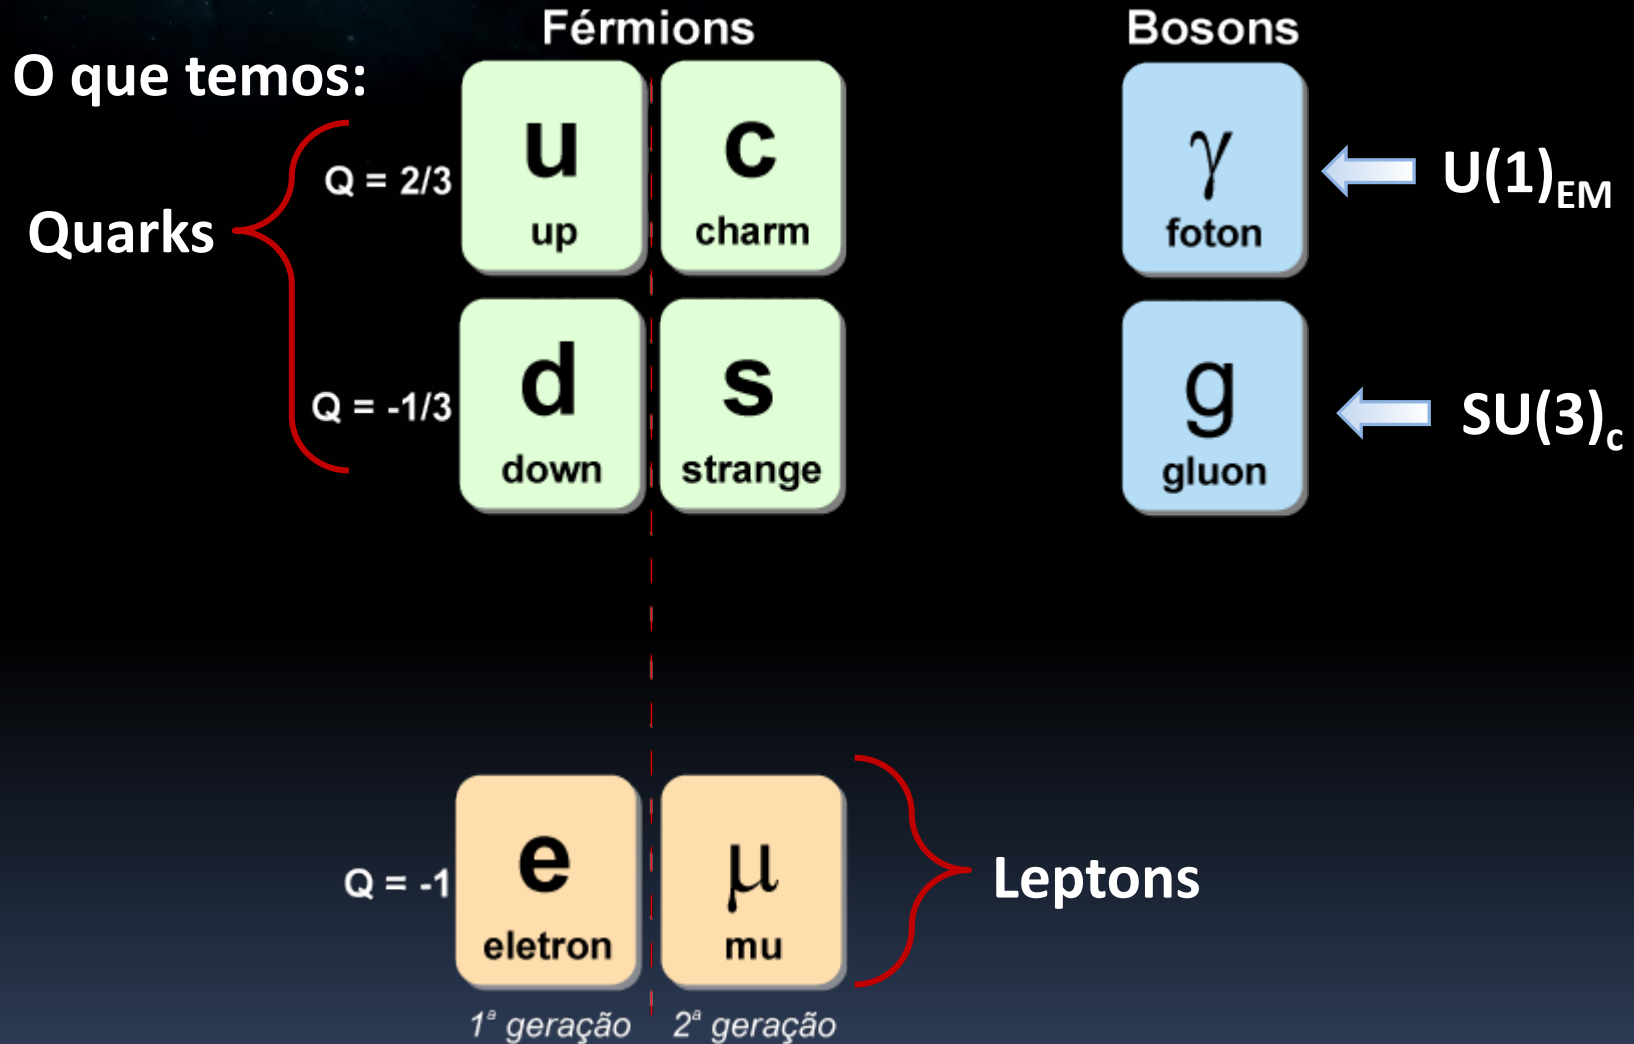 Férmions
Bosons
O que temos:
Quarks
Q = 2/3
u
up
c
charm
γ
foton
U(1)EM
Q = -1/3
d
down
s
strange
g
gluon
SU(3)c
Q = -1
e
eletron
μ
mu
Leptons
1ª geração
2ª geração